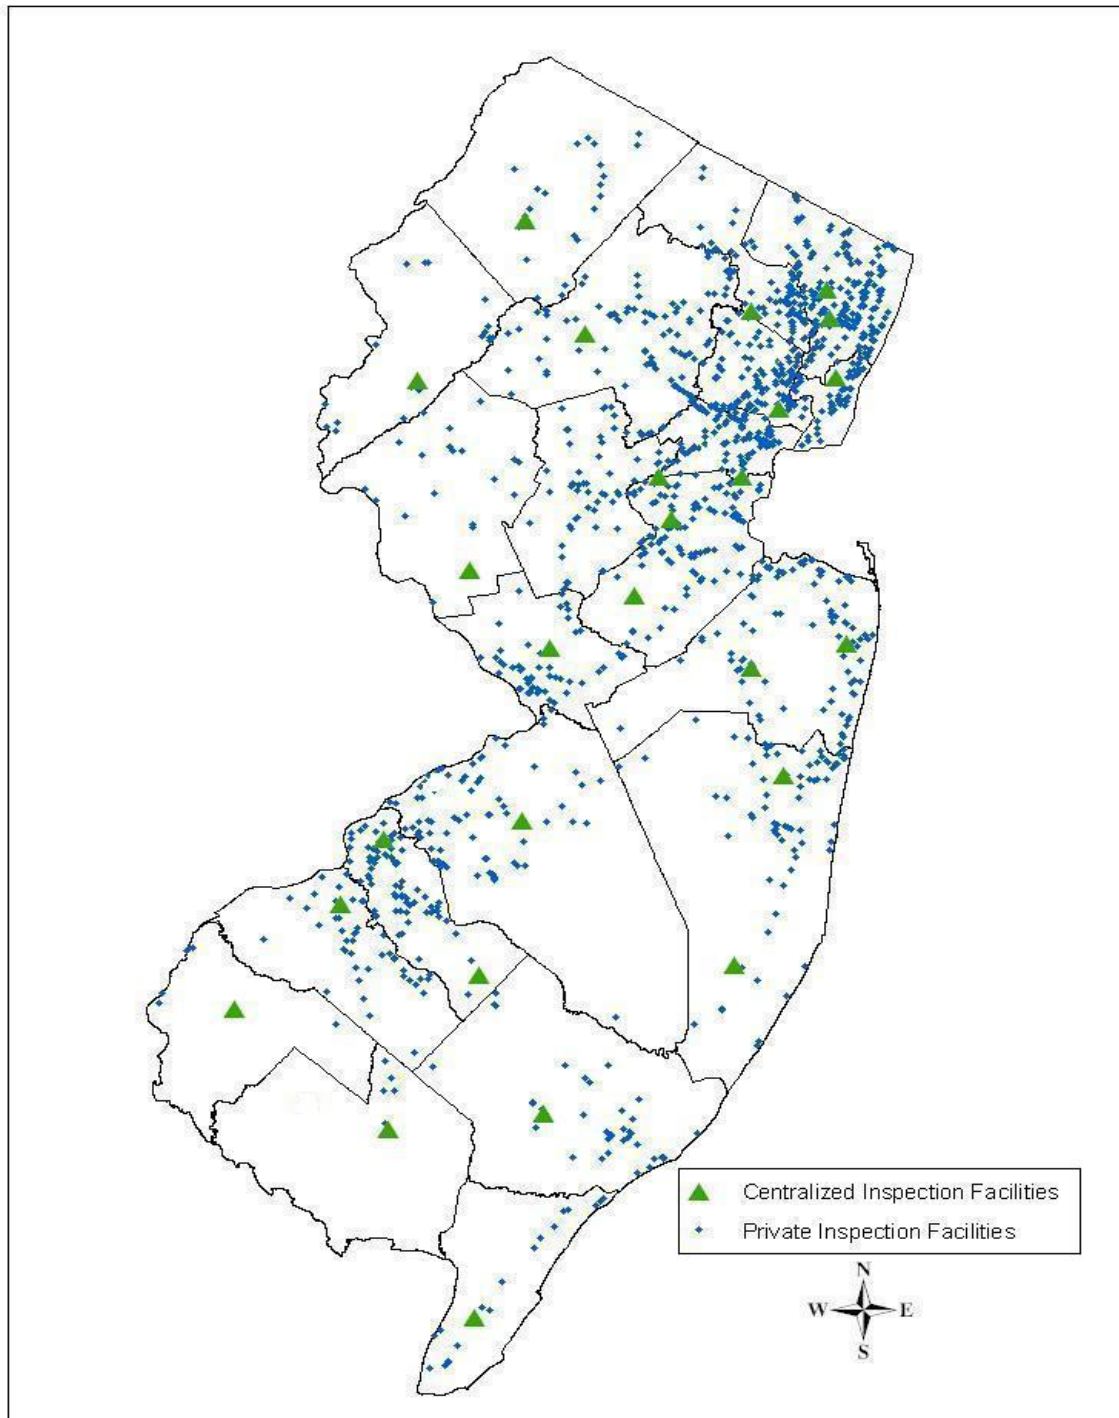 Centralized Inspection Facilities
Private Inspection Facilities
N
W E
S